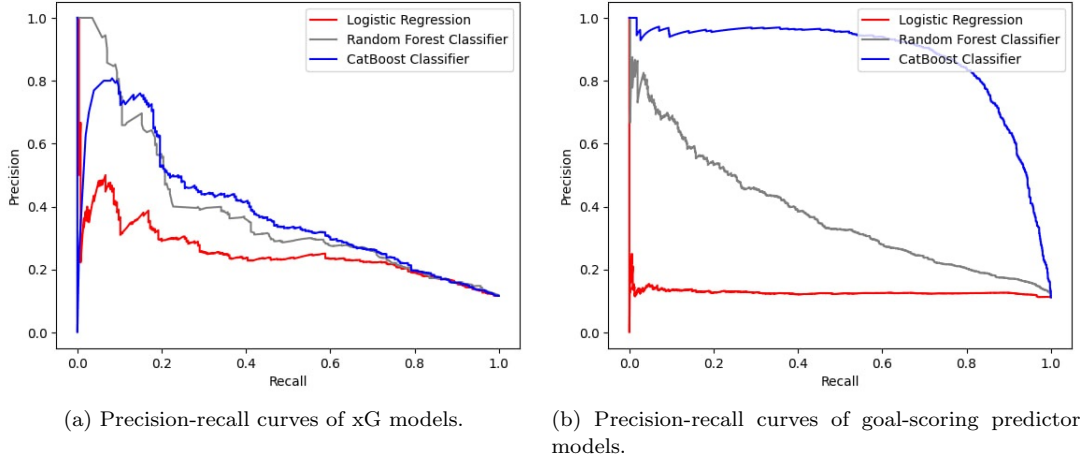 Logistic Regression
Random Forest Classifier
CatBoost Classifier
1.0
0.8
0.6
0.4
0.2
0.0
Precision
0.0 0.2 0.4 0.6 0.8 1.0
Recall
(a) Precision-recall curves of xG models.
Logistic Regression
Random Forest Classifier
CatBoost Classifier
1.0
0.8
0.6
0.4
0.2
0.0
Precision
0.0 0.2 0.4 0.6 0.8 1.0
Recall
(b) Precision-recall curves of goal-scoring predictor
models.